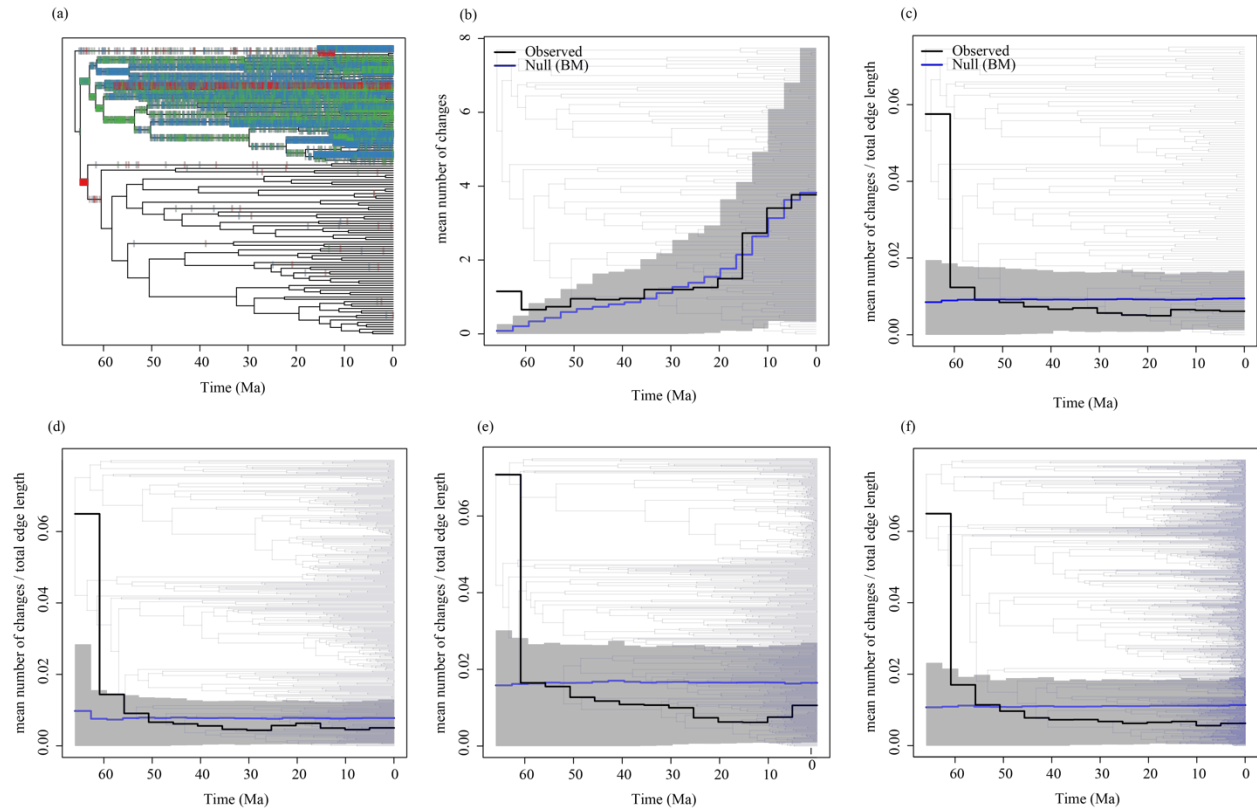 (a)
60 50 40 30 20 10 0
Time (Ma)
(b)
mean number of changes
8
6
4
2
0
Observed
Null (BM)
60 50 40 30 20 10 0
Time (Ma)
(c)
mean number of changes / total edge length
0.06
0.04
0.02
0.00
Observed
Null (BM)
60 50 40 30 20 10 0
Time (Ma)
(d)
mean number of changes / total edge length
0.06
0.04
0.02
0.00
60 50 40 30 20 10 0
Time (Ma)
(e)
mean number of changes / total edge length
0.06
0.04
0.02
0.00
60 50 40 30 20 10 0
Time (Ma)
(f)
mean number of changes / total edge length
0.06
0.04
0.02
0.00
60 50 40 30 20 10 0
Time (Ma)